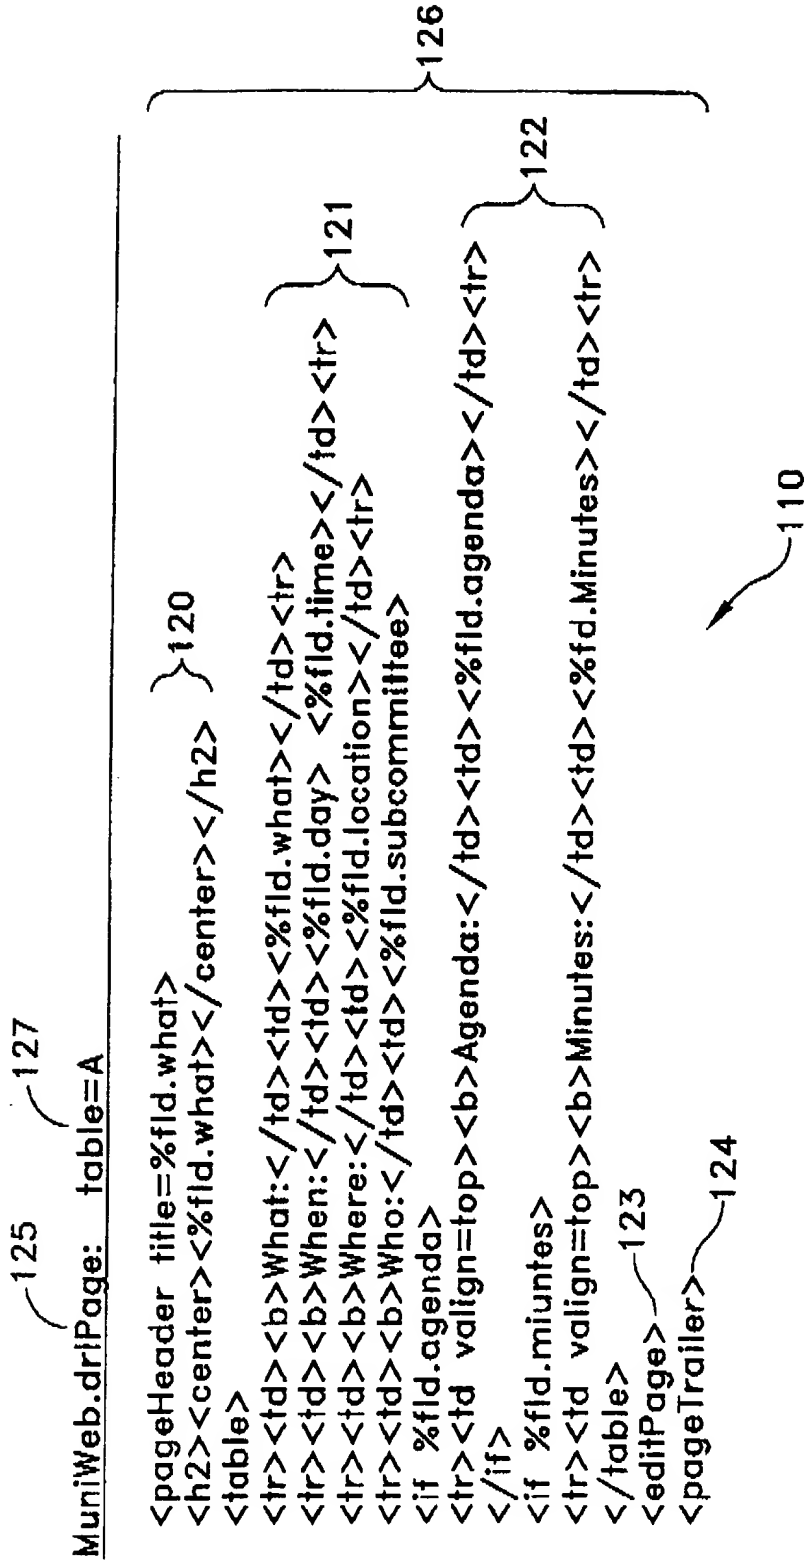 125
127
MuniWeb.drlPage: table=A
<pageHeader title=%fld.what>
<h2><center><%fld.what></center></h2>
120
<table>
<tr><td><b>What:</td><td><%fld.what></td><tr>
<tr><td><b>When:</td><td><%fld.day> <%fld.time></td><tr>
121
<tr><td><b>Where:</td><td><%fld.location></td><tr>
<tr><td><b>Who:</td><td><%fld.subcommittee>
<if %fld.agenda>
126
<tr><td valign=top><b>Agenda:</td><td><%fld.agenda></td><tr>
</if>
122
<if %fld.miuntes>
<tr><td valign=top><b>Minutes:</td><td><%fd.Minutes></td><tr>
</table>
<editPage>
123
<pageTrailer>
124
110